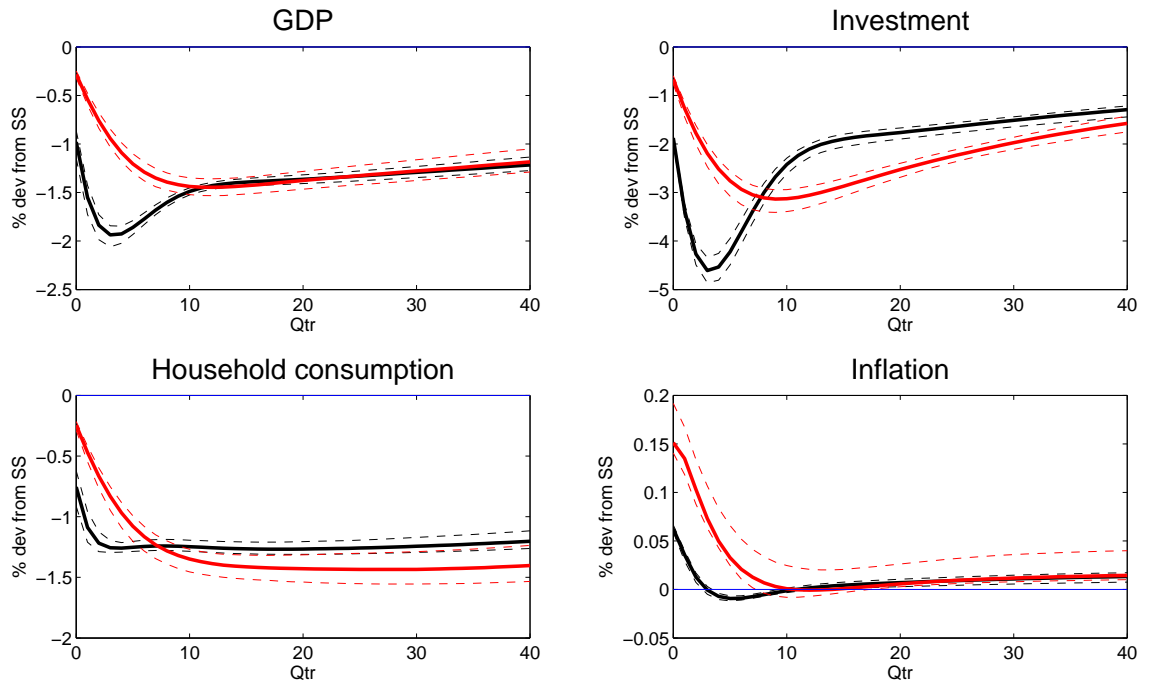 GDP
% dev from SS
0
−0.5
−1
−1.5
−2
−2.5
0 10 20 30 40
Qtr
Investment
% dev from SS
0
−1
−2
−3
−4
−5
0 10 20 30 40
Qtr
Household consumption
% dev from SS
0
−0.5
−1
−1.5
−2
0 10 20 30 40
Qtr
Inflation
% dev from SS
0.2
0.15
0.1
0.05
0
−0.05
0 10 20 30 40
Qtr